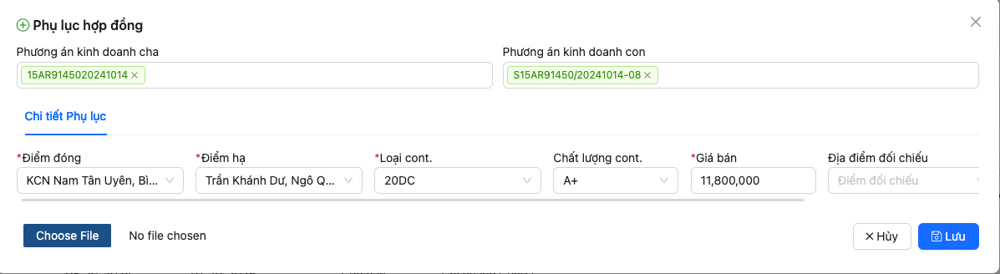 Phụ lục hợp đồng
Phương án kinh doanh cha
Phương án kinh doanh con
15AR9145020241014
S15AR91450/20241014-08
Chi tiết Phụ lục
*Điểm đóng
*Điểm hạ
*Loại cont.
Chất lượng cont.
*Giá bán
Địa điểm đối chiếu
KCN Nam Tân Uyên, Bì...
Trần Khánh Dư, Ngô Q...
20DC
A+
11,800,000
Điểm đối chiếu
Choose File
No file chosen
Hủy
Lưu